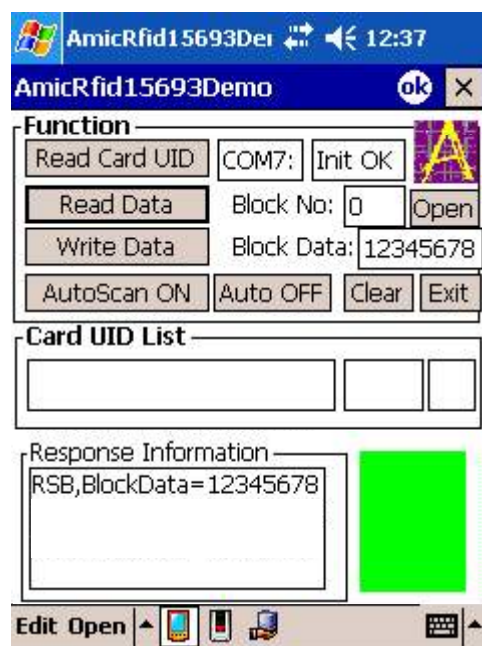 AmicRfid15693Der 12:37
AmicRfid15693Demo ok ×
Function
Read Card UID COM7: Init OK
Read Data Block No: 0 Open
Write Data Block Data: 12345678
AutoScan ON Auto OFF Clear Exit
Card UID List
Response Information
RSB,BlockData=12345678
Edit Open